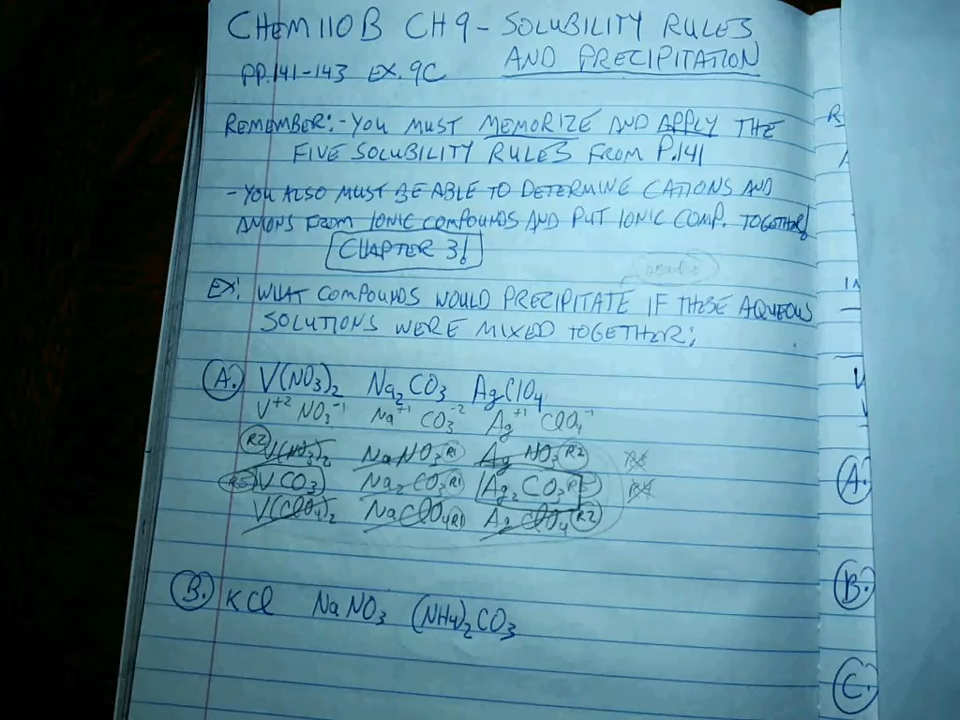 CHEM110B CH9 - SOLUBILITY RULES
AND PRECIPITATION
PP.141-143 EX.9C
REMEMBER: - YOU MUST MEMORIZE AND APPLY THE
FIVE SOLUBILITY RULES FROM P.141
- YOU ALSO MUST BE ABLE TO DETERMINE CATIONS AND
ANIONS FROM IONIC COMPOUNDS AND PUT IONIC COMP. TOGETHER!
CHAPTER 3!
EX: WHAT COMPOUNDS WOULD PRECIPITATE IF THESE AQUEOUS
SOLUTIONS WERE MIXED TOGETHER:
A. V(NO₃)₂ Na₂CO₃ AgClO₄
V⁺² NO₃⁻¹ Na⁺¹ CO₃⁻² Ag⁺¹ ClO₄⁻¹
R2 V(NO₃)₂ NaNO₃ R1 Ag NO₃ R2
R5 VCO₃ Na₂CO₃ R1 Ag₂CO₃
V(ClO₄)₂ NaClO₄ R1 AgClO₄ R2
B. KCl NaNO₃ (NH₄)₂CO₃
A.
B.
C.